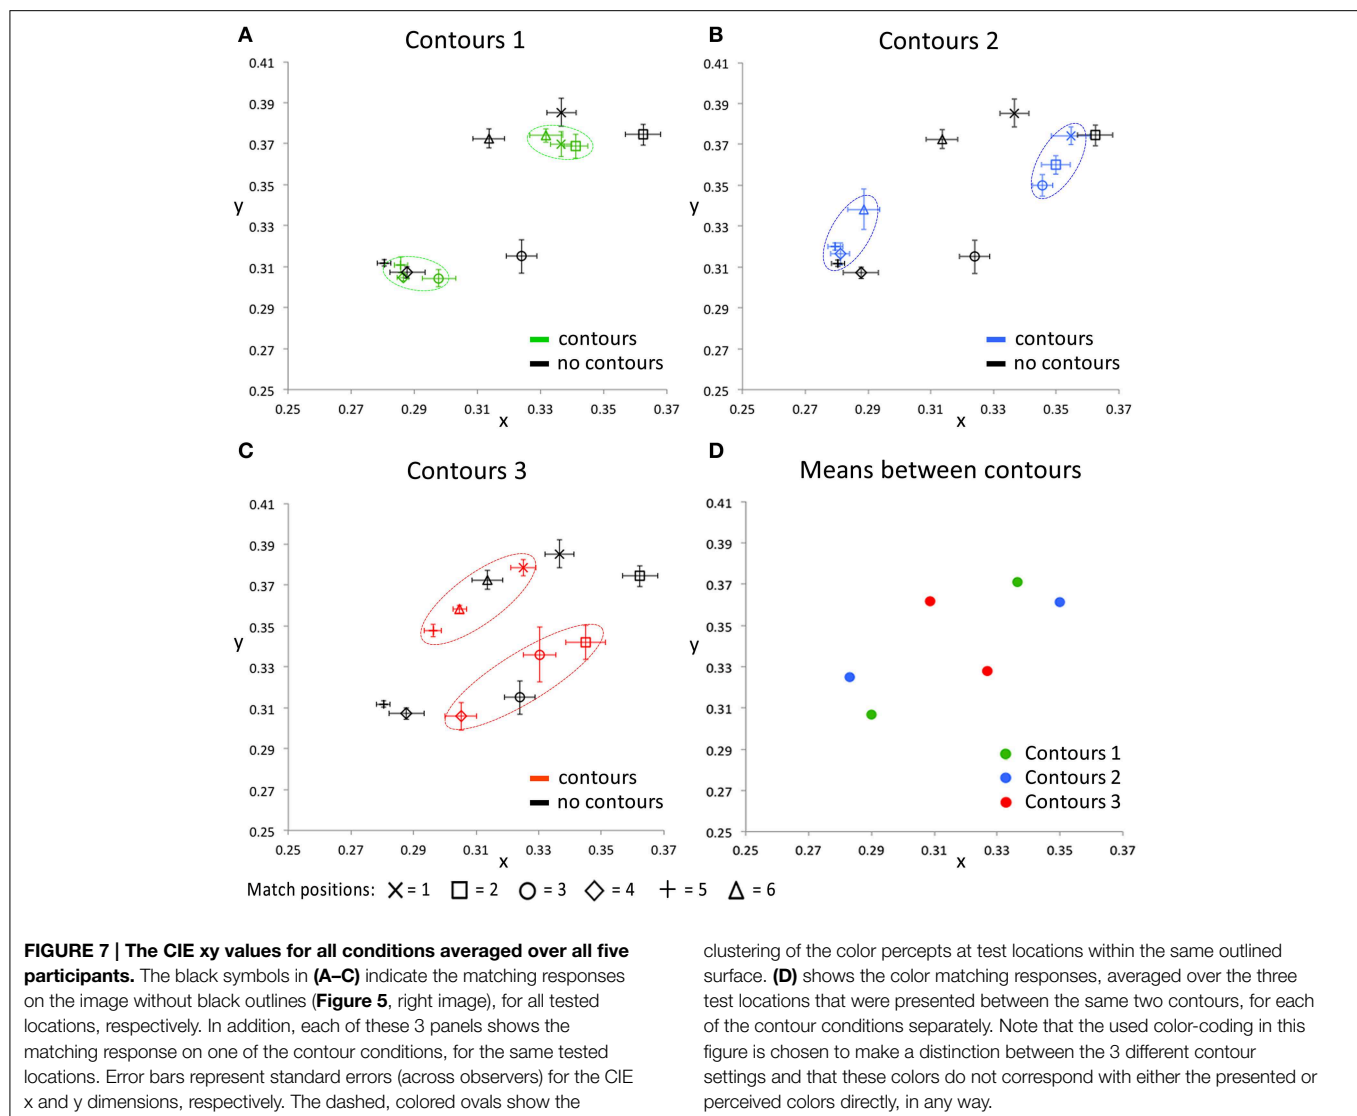 A
Contours 1
0.41
0.39
0.37
0.35
y
0.33
0.31
0.29
0.27
0.25
0.25 0.27 0.29 0.31 0.33 0.35 0.37
x
contours
no contours
B
Contours 2
0.41
0.39
0.37
0.35
y
0.33
0.31
0.29
0.27
0.25
0.25 0.27 0.29 0.31 0.33 0.35 0.37
x
contours
no contours
C
Contours 3
0.41
0.39
0.37
0.35
y
0.33
0.31
0.29
0.27
0.25
0.25 0.27 0.29 0.31 0.33 0.35 0.37
x
contours
no contours
D
Means between contours
0.41
0.39
0.37
0.35
y
0.33
0.31
0.29
0.27
0.25
0.25 0.27 0.29 0.31 0.33 0.35 0.37
x
Contours 1
Contours 2
Contours 3
Match positions: × = 1 □ = 2 ○ = 3 ◇ = 4 + = 5 △ = 6
FIGURE 7 | The CIE xy values for all conditions averaged over all five
participants. The black symbols in (A–C) indicate the matching responses
on the image without black outlines (Figure 5, right image), for all tested
locations, respectively. In addition, each of these 3 panels shows the
matching response on one of the contour conditions, for the same tested
locations. Error bars represent standard errors (across observers) for the CIE
x and y dimensions, respectively. The dashed, colored ovals show the
clustering of the color percepts at test locations within the same outlined
surface. (D) shows the color matching responses, averaged over the three
test locations that were presented between the same two contours, for each
of the contour conditions separately. Note that the used color-coding in this
figure is chosen to make a distinction between the 3 different contour
settings and that these colors do not correspond with either the presented or
perceived colors directly, in any way.